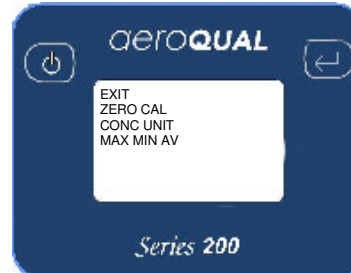 aeroQUAL
EXIT
ZERO CAL
CONC UNIT
MAX MIN AV
Series 200